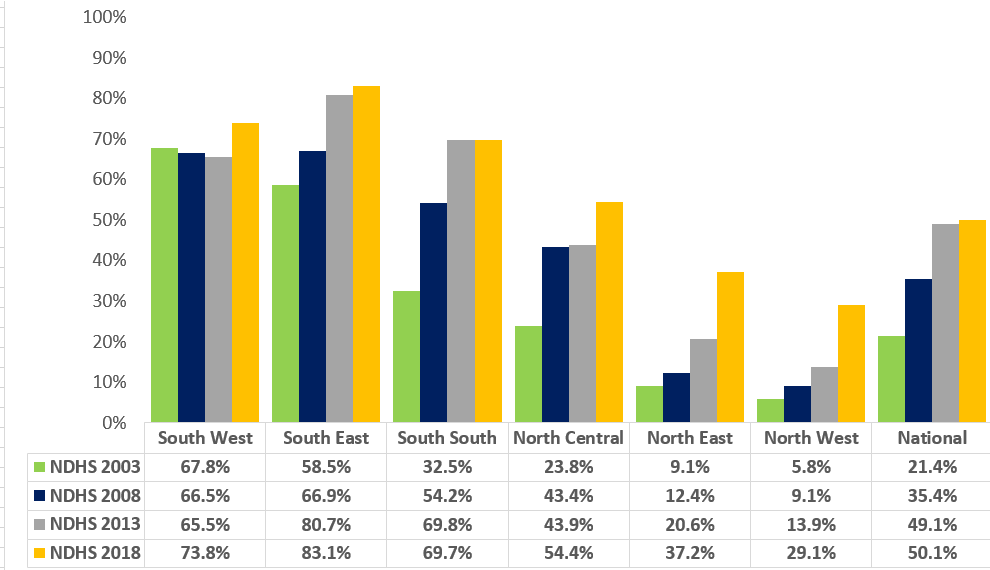 100%
90%
80%
70%
60%
50%
40%
30%
20%
10%
0%
South West South East South South North Central North East North West National
NDHS 2003 67.8% 58.5% 32.5% 23.8% 9.1% 5.8% 21.4%
NDHS 2008 66.5% 66.9% 54.2% 43.4% 12.4% 9.1% 35.4%
NDHS 2013 65.5% 80.7% 69.8% 43.9% 20.6% 13.9% 49.1%
NDHS 2018 73.8% 83.1% 69.7% 54.4% 37.2% 29.1% 50.1%